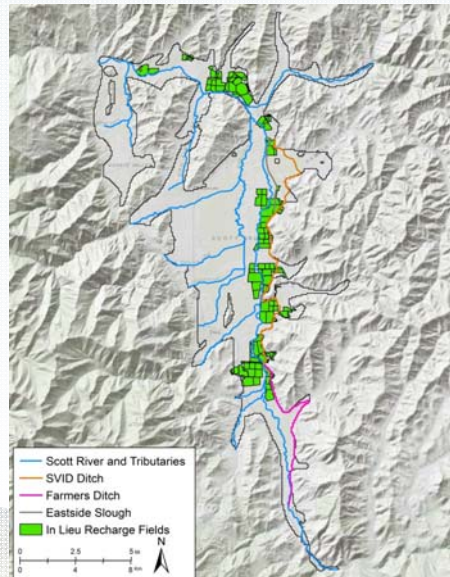 SCOTT
Scott River and Tributaries
SVID Ditch
Farmers Ditch
Eastside Slough
In Lieu Recharge Fields
N
0 2.5 5 mi
0 4 8 km